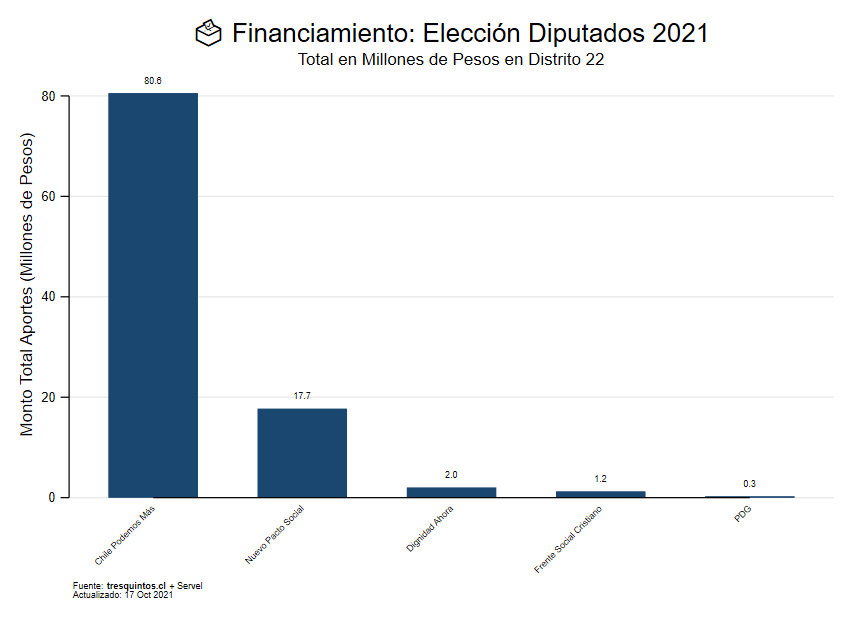 Financiamiento: Elección Diputados 2021
Total en Millones de Pesos en Distrito 22
Monto Total Aportes (Millones de Pesos)
80
60
40
20
0
80.6
17.7
2.0
1.2
0.3
Chile Podemos Más
Nuevo Pacto Social
Dignidad Ahora
Frente Social Cristiano
PDG
Fuente: tresquintos.cl + Servel
Actualizado: 17 Oct 2021